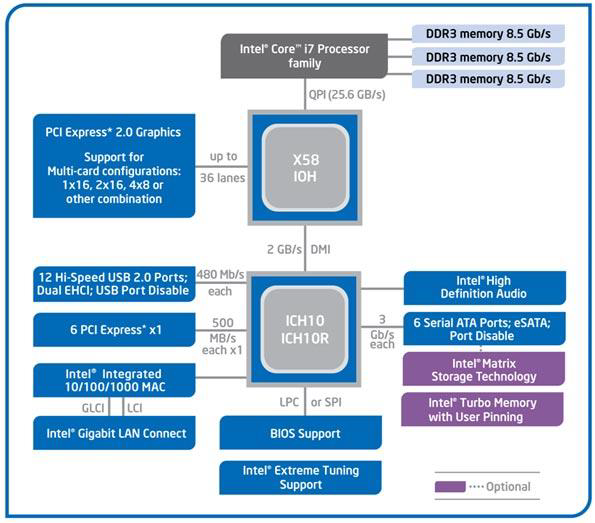 Intel® Core™ i7 Processor
family
DDR3 memory 8.5 Gb/s
DDR3 memory 8.5 Gb/s
DDR3 memory 8.5 Gb/s
QPI (25.6 GB/s)
PCI Express* 2.0 Graphics
Support for
Multi-card configurations:
1x16, 2x16, 4x8 or
other combination
up to
36 lanes
X58
IOH
2 GB/s
DMI
12 Hi-Speed USB 2.0 Ports;
Dual EHCI; USB Port Disable
480 Mb/s
each
6 PCI Express* x1
500
MB/s
each x1
ICH10
ICH10R
Intel® High
Definition Audio
3
Gb/s
each
6 Serial ATA Ports; eSATA;
Port Disable
Intel® Matrix
Storage Technology
Intel® Turbo Memory
with User Pinning
Intel® Integrated
10/100/1000 MAC
GLCI
LCI
Intel® Gigabit LAN Connect
LPC or SPI
BIOS Support
Intel® Extreme Tuning
Support
Optional